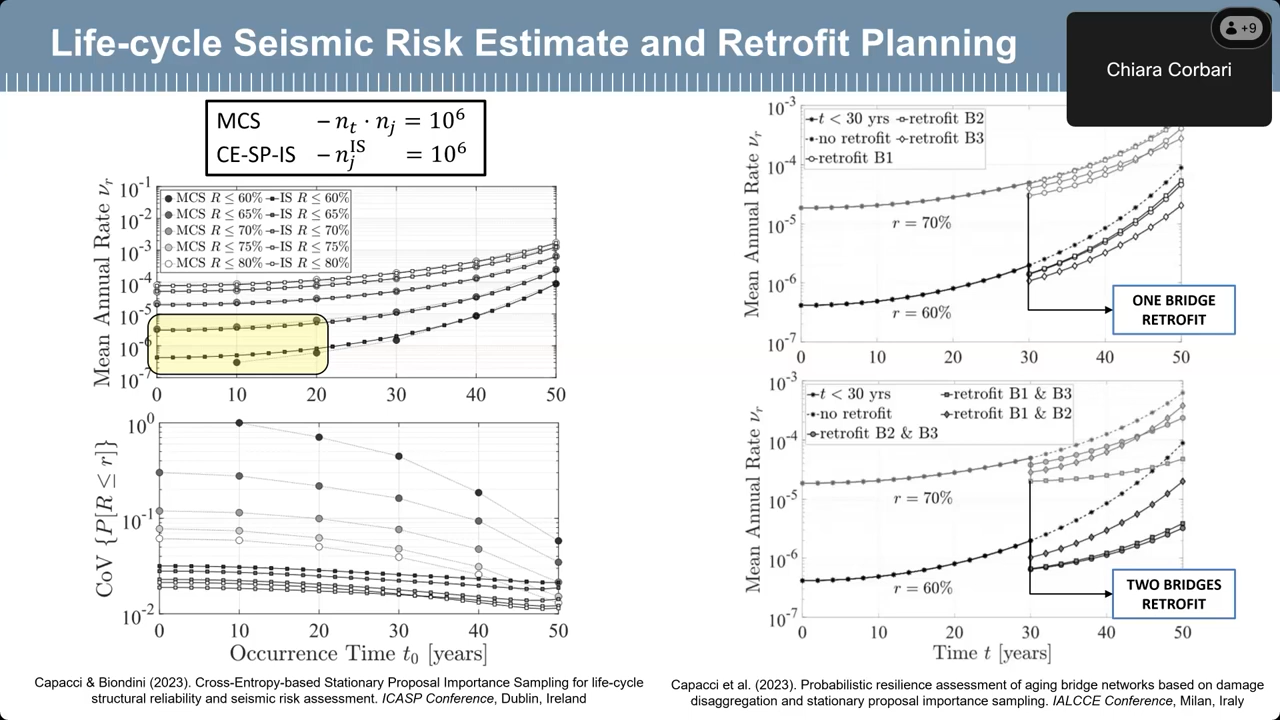 Life-cycle Seismic Risk Estimate and Retrofit Planning
+9
Chiara Corbari
MCS – n_t · n_j = 10^6
CE-SP-IS – n_j^IS = 10^6
Mean Annual Rate ν_r
10^-1
10^-2
10^-3
10^-4
10^-5
10^-6
10^-7
MCS R ≤ 60% IS R ≤ 60%
MCS R ≤ 65% IS R ≤ 65%
MCS R ≤ 70% IS R ≤ 70%
MCS R ≤ 75% IS R ≤ 75%
MCS R ≤ 80% IS R ≤ 80%
0 10 20 30 40 50
CoV {P[R ≤ r]}
10^0
10^-1
10^-2
0 10 20 30 40 50
Occurrence Time t_0 [years]
Capacci & Biondini (2023). Cross-Entropy-based Stationary Proposal Importance Sampling for life-cycle
structural reliability and seismic risk assessment. ICASP Conference, Dublin, Ireland
Mean Annual Rate ν_r
10^-3
10^-4
10^-5
10^-6
10^-7
t < 30 yrs retrofit B2
no retrofit retrofit B3
retrofit B1
r = 70%
r = 60%
ONE BRIDGE
RETROFIT
0 10 20 30 40 50
Mean Annual Rate ν_r
10^-3
10^-4
10^-5
10^-6
10^-7
t < 30 yrs retrofit B1 & B3
no retrofit retrofit B1 & B2
retrofit B2 & B3
r = 70%
r = 60%
TWO BRIDGES
RETROFIT
0 10 20 30 40 50
Time t [years]
Capacci et al. (2023). Probabilistic resilience assessment of aging bridge networks based on damage
disaggregation and stationary proposal importance sampling. IALCCE Conference, Milan, Iraly